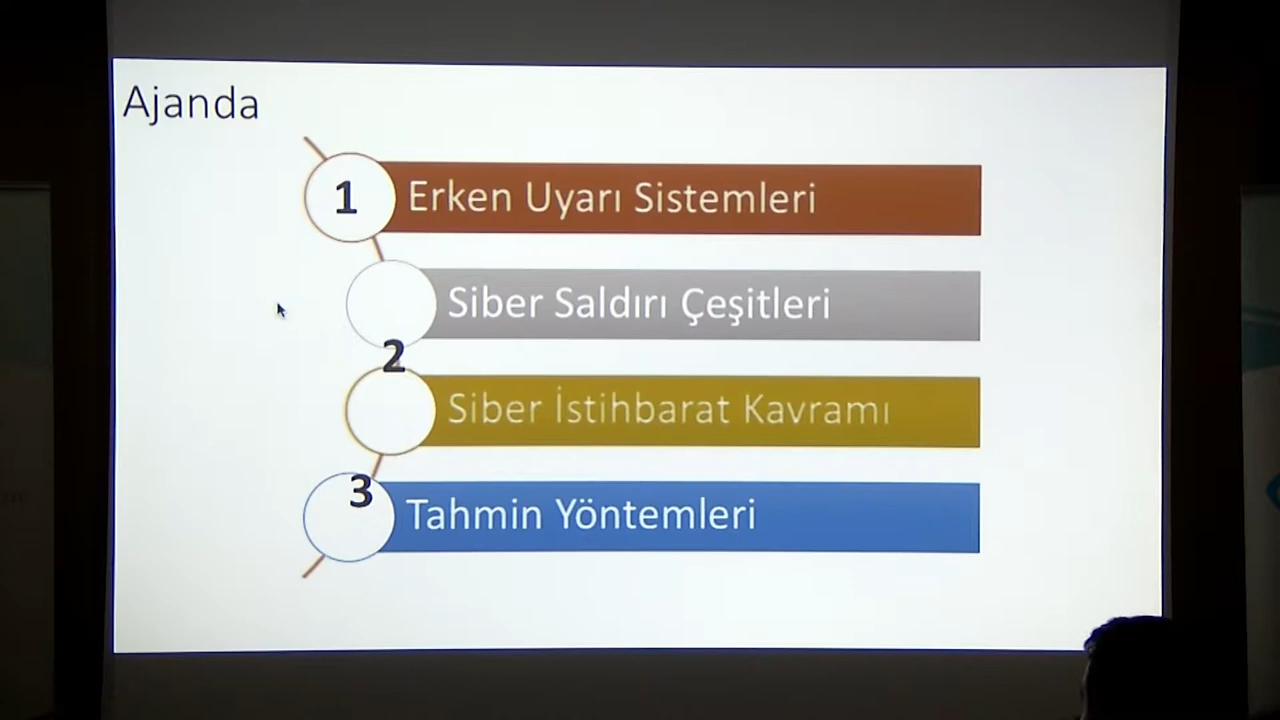 Ajanda
1 Erken Uyarı Sistemleri
Siber Saldırı Çeşitleri
2
Siber İstihbarat Kavramı
3
Tahmin Yöntemleri